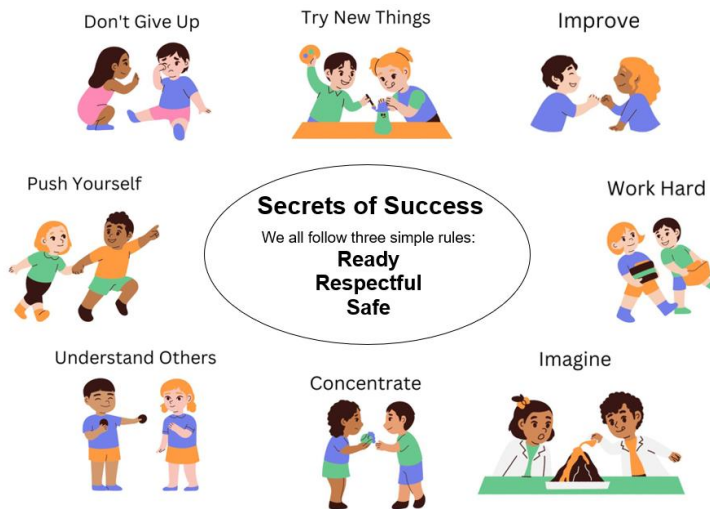 Don't Give Up
Try New Things
Improve
Push Yourself
Secrets of Success
We all follow three simple rules:
Ready
Respectful
Safe
Work Hard
Understand Others
Concentrate
Imagine